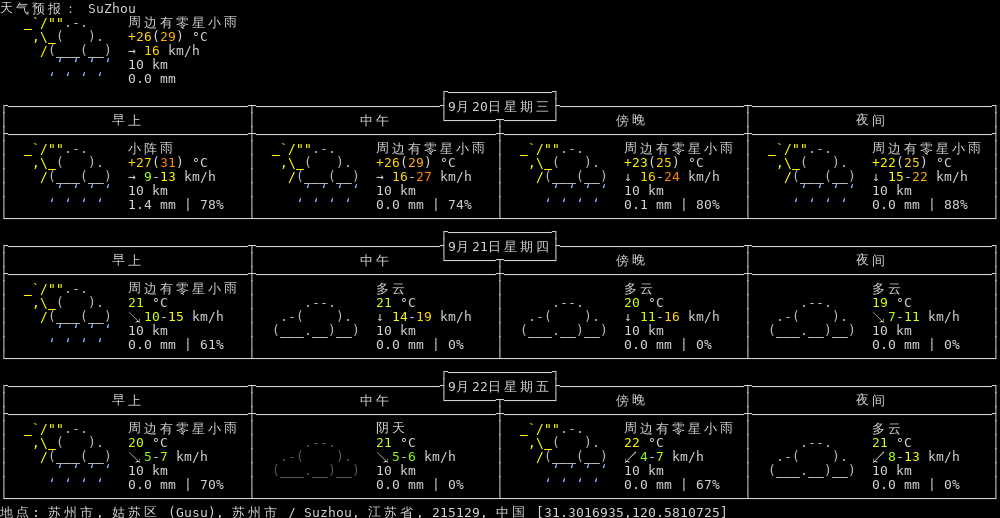 天气预报： SuZhou
周边有零星小雨
+26(29) °C
→ 16 km/h
10 km
0.0 mm
9月20日星期三
早上 中午 傍晚 夜间
小阵雨 周边有零星小雨 周边有零星小雨 周边有零星小雨
+27(31) °C +26(29) °C +23(25) °C +22(25) °C
→ 9-13 km/h → 16-27 km/h ↓ 16-24 km/h ↓ 15-22 km/h
10 km 10 km 10 km 10 km
1.4 mm | 78% 0.0 mm | 74% 0.1 mm | 80% 0.0 mm | 88%
9月21日星期四
早上 中午 傍晚 夜间
周边有零星小雨 多云 多云 多云
21 °C 21 °C 20 °C 19 °C
↘ 10-15 km/h ↓ 14-19 km/h ↓ 11-16 km/h ↘ 7-11 km/h
10 km 10 km 10 km 10 km
0.0 mm | 61% 0.0 mm | 0% 0.0 mm | 0% 0.0 mm | 0%
9月22日星期五
早上 中午 傍晚 夜间
周边有零星小雨 阴天 周边有零星小雨 多云
20 °C 21 °C 22 °C 21 °C
↘ 5-7 km/h ↘ 5-6 km/h ↙ 4-7 km/h ↙ 8-13 km/h
10 km 10 km 10 km 10 km
0.0 mm | 70% 0.0 mm | 0% 0.0 mm | 67% 0.0 mm | 0%
地点: 苏州市, 姑苏区 (Gusu), 苏州市 / Suzhou, 江苏省, 215129, 中国 [31.3016935,120.5810725]